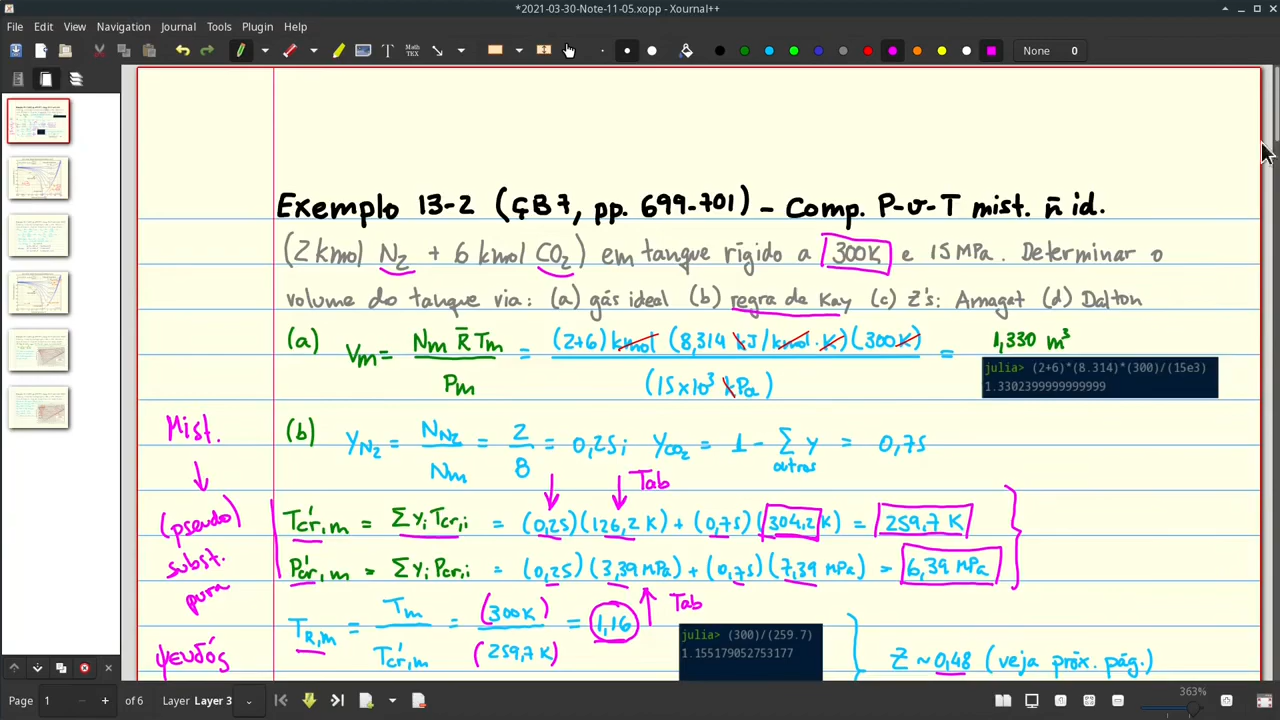 *2021-03-30-Note-11-05.xopp - Xournal++
File Edit View Navigation Journal Tools Plugin Help
None 0
Exemplo 13-2 (ÇB7, pp. 699-701) – Comp. P-v-T mist. ñ id.
(2 kmol N₂ + 6 kmol CO₂) em tanque rígido a 300K e 15 MPa. Determinar o
volume do tanque via: (a) gás ideal (b) regra de Kay (c) Z's: Amagat (d) Dalton
(a) Vm = Nm R̄ Tm / Pm = (2+6) kmol (8,314 kJ/kmol·K)(300K) / (15x10³ kPa) = 1,330 m³
julia> (2+6)*(8.314)*(300)/(15e3)
1.3302399999999999
Mist.
(b) yN₂ = NN₂ / Nm = 2 / 8 = 0,25; yCO₂ = 1 - Σ y outros = 0,75
Tab
(pseudo)
subst.
pura
T'cr,m = Σ yi Tcr,i = (0,25)(126,2 K) + (0,75)(304,2 K) = 259,7 K
P'cr,m = Σ yi Pcr,i = (0,25)(3,39 MPa) + (0,75)(7,39 MPa) = 6,39 MPa
Tab
TR,m = Tm / T'cr,m = (300K) / (259,7K) = 1,16
julia> (300)/(259.7)
1.155179052753177
ψευδός
Z ~ 0,48 (veja próx. pág.)
Page 1 of 6 Layer Layer 3
363%